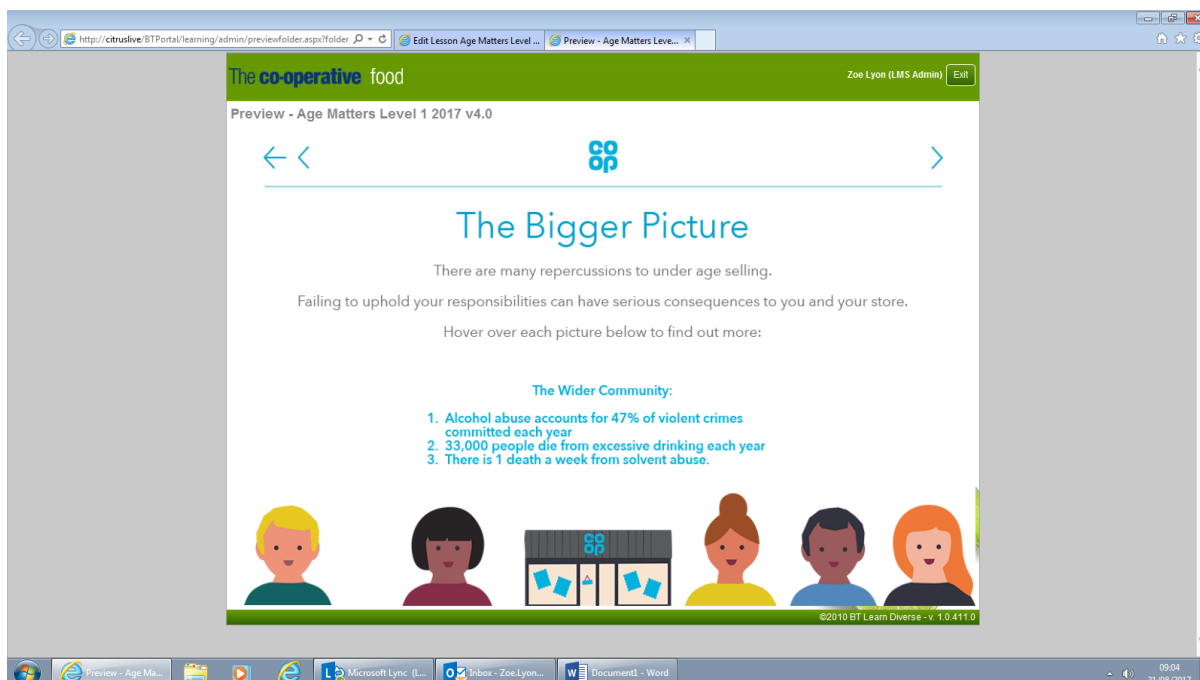 http://citruslive/BTPortal/learning/admin/previewfolder.aspx?folder
Edit Lesson Age Matters Level ...
Preview - Age Matters Leve...
The co-operative food
Zoe Lyon (LMS Admin)
Exit
Preview - Age Matters Level 1 2017 v4.0
CO
OP
The Bigger Picture
There are many repercussions to under age selling.
Failing to uphold your responsibilities can have serious consequences to you and your store.
Hover over each picture below to find out more:
The Wider Community:
1. Alcohol abuse accounts for 47% of violent crimes
committed each year
2. 33,000 people die from excessive drinking each year
3. There is 1 death a week from solvent abuse.
CO
OP
©2010 BT Learn Diverse - v. 1.0.411.0
Preview - Age Ma...
Microsoft Lync (L...
Inbox - Zoe.Lyon...
Document1 - Word
09:04
31/08/2017